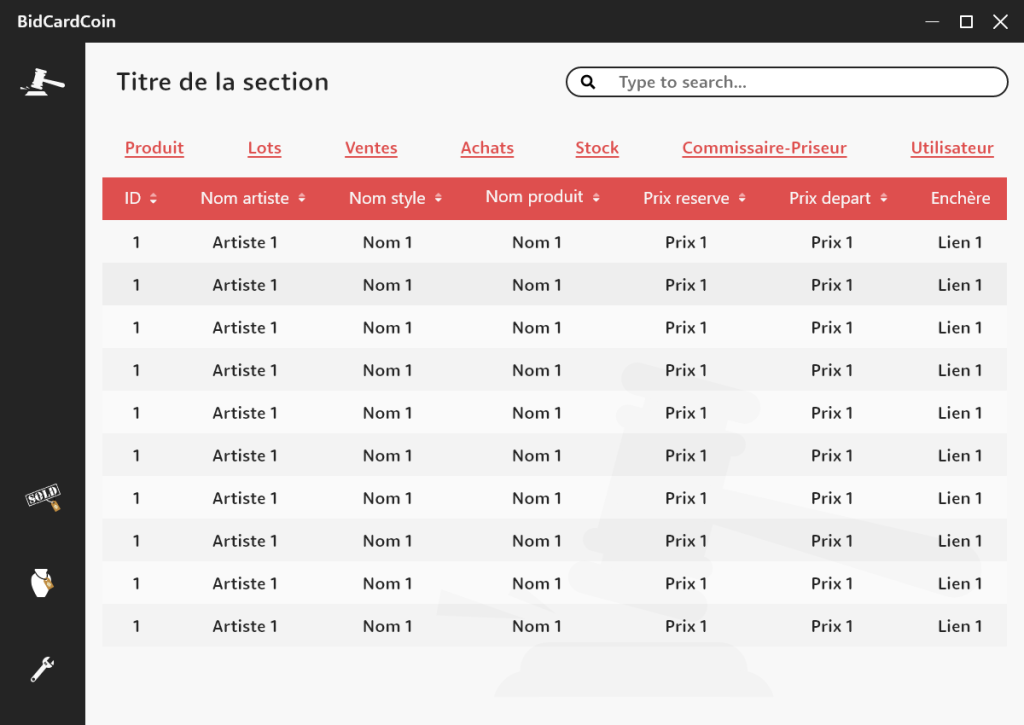 BidCardCoin
Titre de la section
Type to search...
Produit Lots Ventes Achats Stock Commissaire-Priseur Utilisateur
ID Nom artiste Nom style Nom produit Prix reserve Prix depart Enchère
1 Artiste 1 Nom 1 Nom 1 Prix 1 Prix 1 Lien 1
1 Artiste 1 Nom 1 Nom 1 Prix 1 Prix 1 Lien 1
1 Artiste 1 Nom 1 Nom 1 Prix 1 Prix 1 Lien 1
1 Artiste 1 Nom 1 Nom 1 Prix 1 Prix 1 Lien 1
1 Artiste 1 Nom 1 Nom 1 Prix 1 Prix 1 Lien 1
1 Artiste 1 Nom 1 Nom 1 Prix 1 Prix 1 Lien 1
1 Artiste 1 Nom 1 Nom 1 Prix 1 Prix 1 Lien 1
1 Artiste 1 Nom 1 Nom 1 Prix 1 Prix 1 Lien 1
1 Artiste 1 Nom 1 Nom 1 Prix 1 Prix 1 Lien 1
1 Artiste 1 Nom 1 Nom 1 Prix 1 Prix 1 Lien 1
SOLD